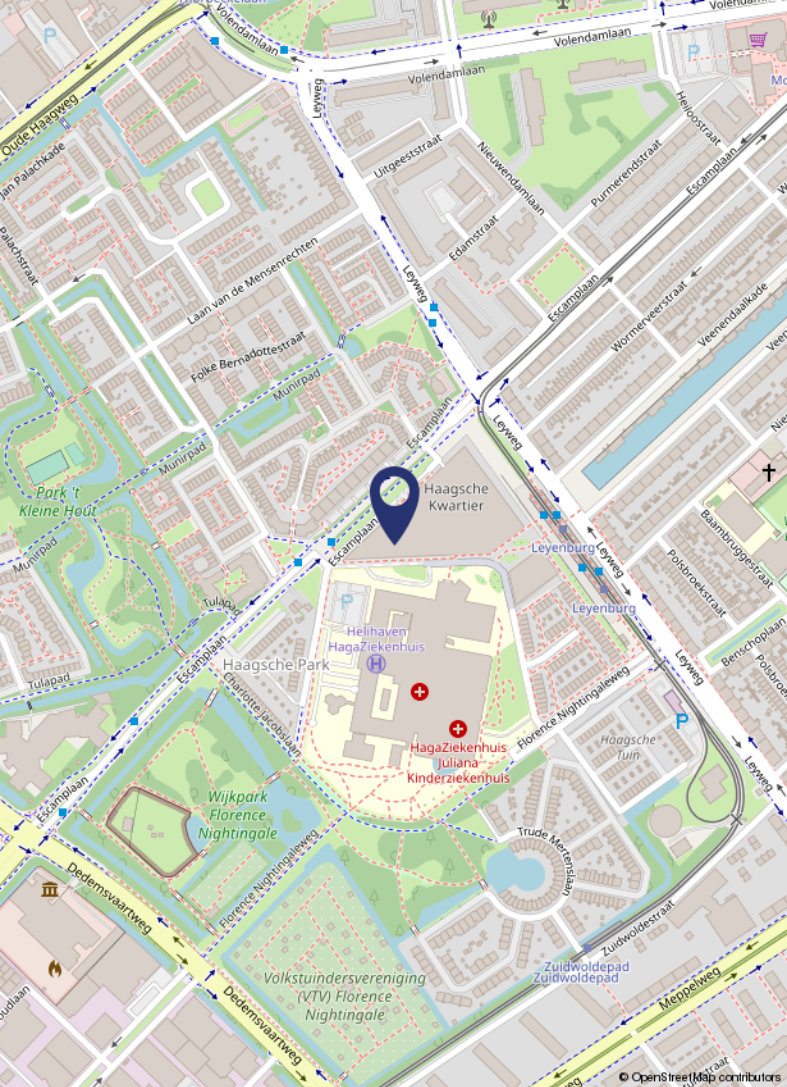 Volendamlaan
Volendamlaan
Volendamlaan
Volendamlaan
Leyweg
Oude Haagweg
Jan Palachkade
Palachstraat
Uitgeeststraat
Nieuwendamlaan
Heiloostraat
Purmerendstraat
Escamplaan
Edamstraat
Laan van de Mensenrechten
Leyweg
Escamplaan
Wormerveerstraat
Veenendaalkade
Folke Bernadottestraat
Munirpad
Escamplaan
Leyweg
Munirpad
Park 't
Kleine Hout
Haagsche
Kwartier
Escamplaan
Munirpad
Leyenburg
Leyweg
Baambruggestraat
Polsbroekstraat
Leyenburg
Tulapad
P
P
P
P
Helihaven
HagaZiekenhuis
H
Benschoplaan
Escamplaan
Haagsche Park
Tulapad
Charlotte Jacobslaan
Leyweg
Florence Nightingaleweg
HagaZiekenhuis
Juliana
Kinderziekenhuis
Haagsche
Tuin
Leyweg
Escamplaan
Wijkpark
Florence
Nightingale
Trude Mertenslaan
Florence Nightingaleweg
Dedemsvaartweg
Zuidwoldestraat
Zuidwoldepad
Zuidwoldepad
Volkstuindersvereniging
(VTV) Florence
Nightingale
Meppelweg
Dedemsvaartweg
© OpenStreetMap contributors